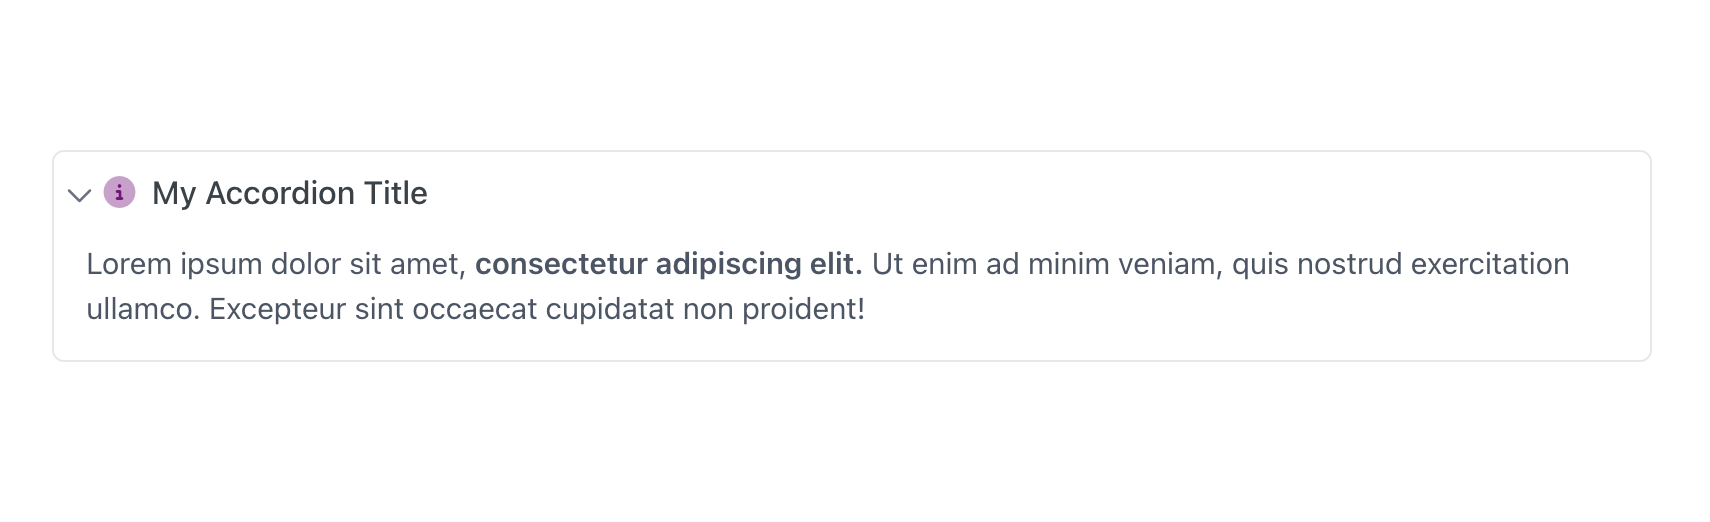 i My Accordion Title
Lorem ipsum dolor sit amet, consectetur adipiscing elit. Ut enim ad minim veniam, quis nostrud exercitation
ullamco. Excepteur sint occaecat cupidatat non proident!